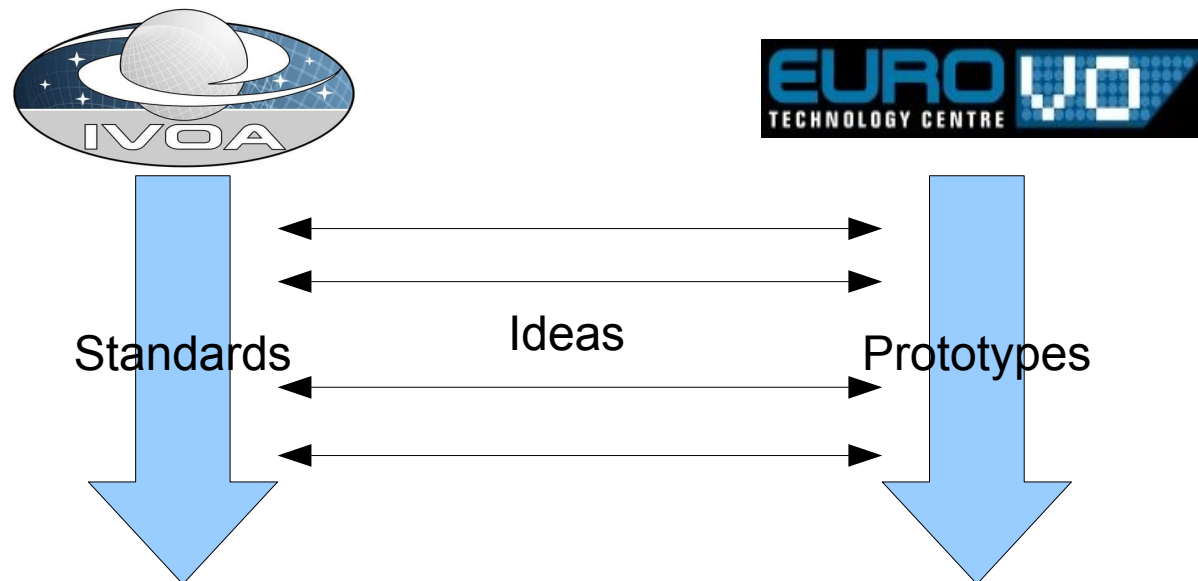 IVOA
EURO VO
TECHNOLOGY CENTRE
Ideas
Standards
Prototypes